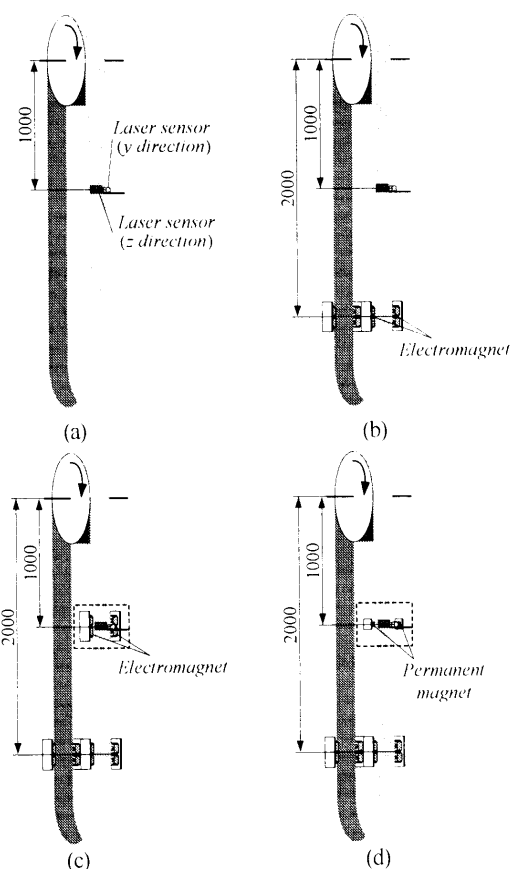 1000
Laser sensor
(y direction)
Laser sensor
(z direction)
(a)
2000
1000
Electromagnet
(b)
2000
1000
Electromagnet
(c)
2000
1000
Permanent
magnet
(d)